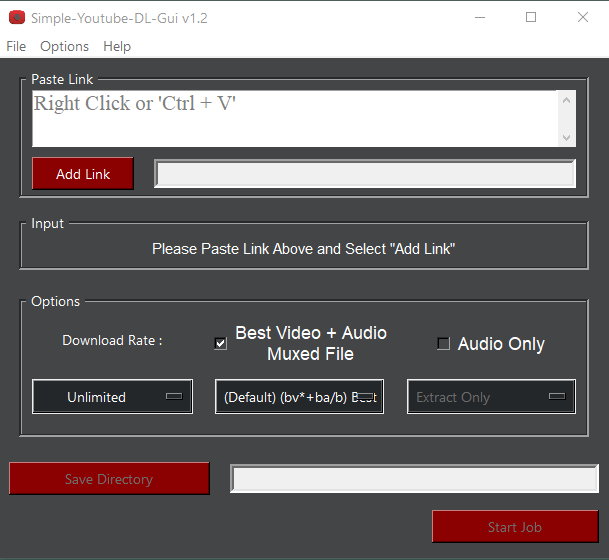 Simple-Youtube-DL-Gui v1.2
File Options Help
Paste Link
Right Click or 'Ctrl + V'
Add Link
Input
Please Paste Link Above and Select "Add Link"
Options
Download Rate :
Best Video + Audio
Muxed File
Audio Only
Unlimited
(Default) (bv*+ba/b) Best
Extract Only
Save Directory
Start Job